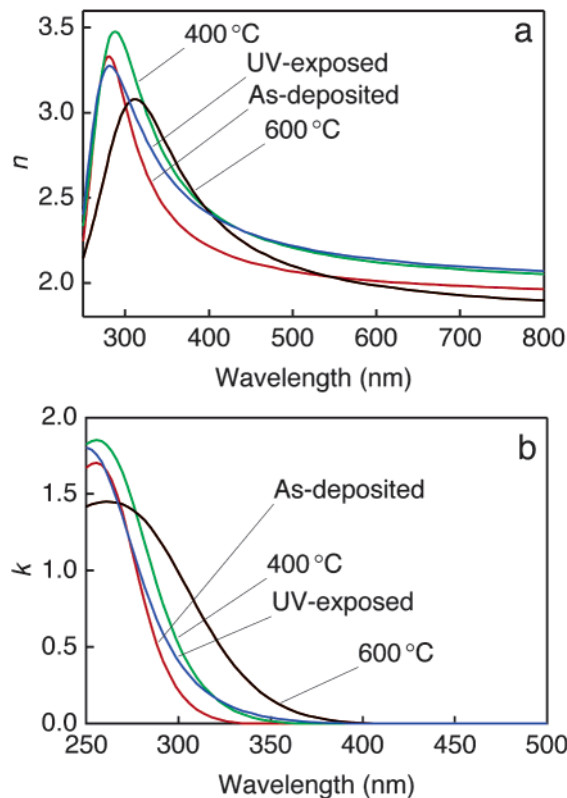 3.5
3.0
2.5
2.0
n
400 °C
UV-exposed
As-deposited
600 °C
a
300 400 500 600 700 800
Wavelength (nm)
2.0
1.5
1.0
0.5
0.0
k
b
As-deposited
400 °C
UV-exposed
600 °C
250 300 350 400 450 500
Wavelength (nm)